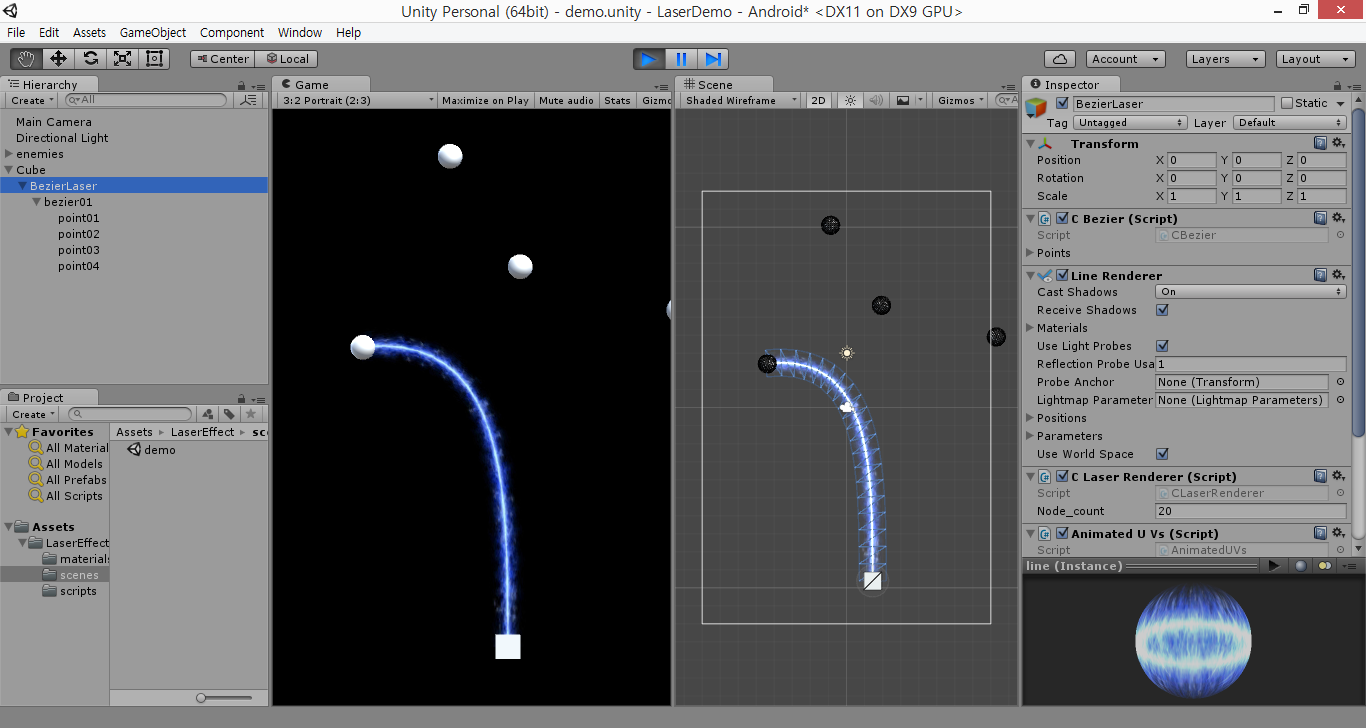 Unity Personal (64bit) - demo.unity - LaserDemo - Android* <DX11 on DX9 GPU>
File Edit Assets GameObject Component Window Help
Center Local Account Layers Layout
Hierarchy
Create All
Main Camera
Directional Light
enemies
Cube
BezierLaser
bezier01
point01
point02
point03
point04
Project
Create
Favorites
All Material
All Models
All Prefabs
All Scripts
Assets
LaserEffect
materials
scenes
scripts
Assets LaserEffect sc
demo
Game
3:2 Portrait (2:3) Maximize on Play Mute audio Stats Gizmo
Scene
Shaded Wireframe 2D Gizmos A
Inspector
BezierLaser Static
Tag Untagged Layer Default
Transform
Position X 0 Y 0 Z 0
Rotation X 0 Y 0 Z 0
Scale X 1 Y 1 Z 1
C Bezier (Script)
Script CBezier
Points
Line Renderer
Cast Shadows On
Receive Shadows
Materials
Use Light Probes
Reflection Probe Usa 1
Probe Anchor None (Transform)
Lightmap Parameter None (Lightmap Parameters)
Positions
Parameters
Use World Space
C Laser Renderer (Script)
Script CLaserRenderer
Node_count 20
Animated U Vs (Script)
Script AnimatedUVs
line (Instance)